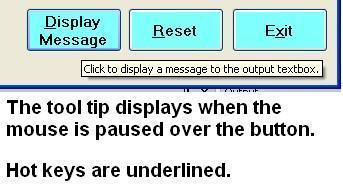 Display
Message
Reset
Exit
Click to display a message to the output textbox.
The tool tip displays when the
mouse is paused over the button.
Hot keys are underlined.